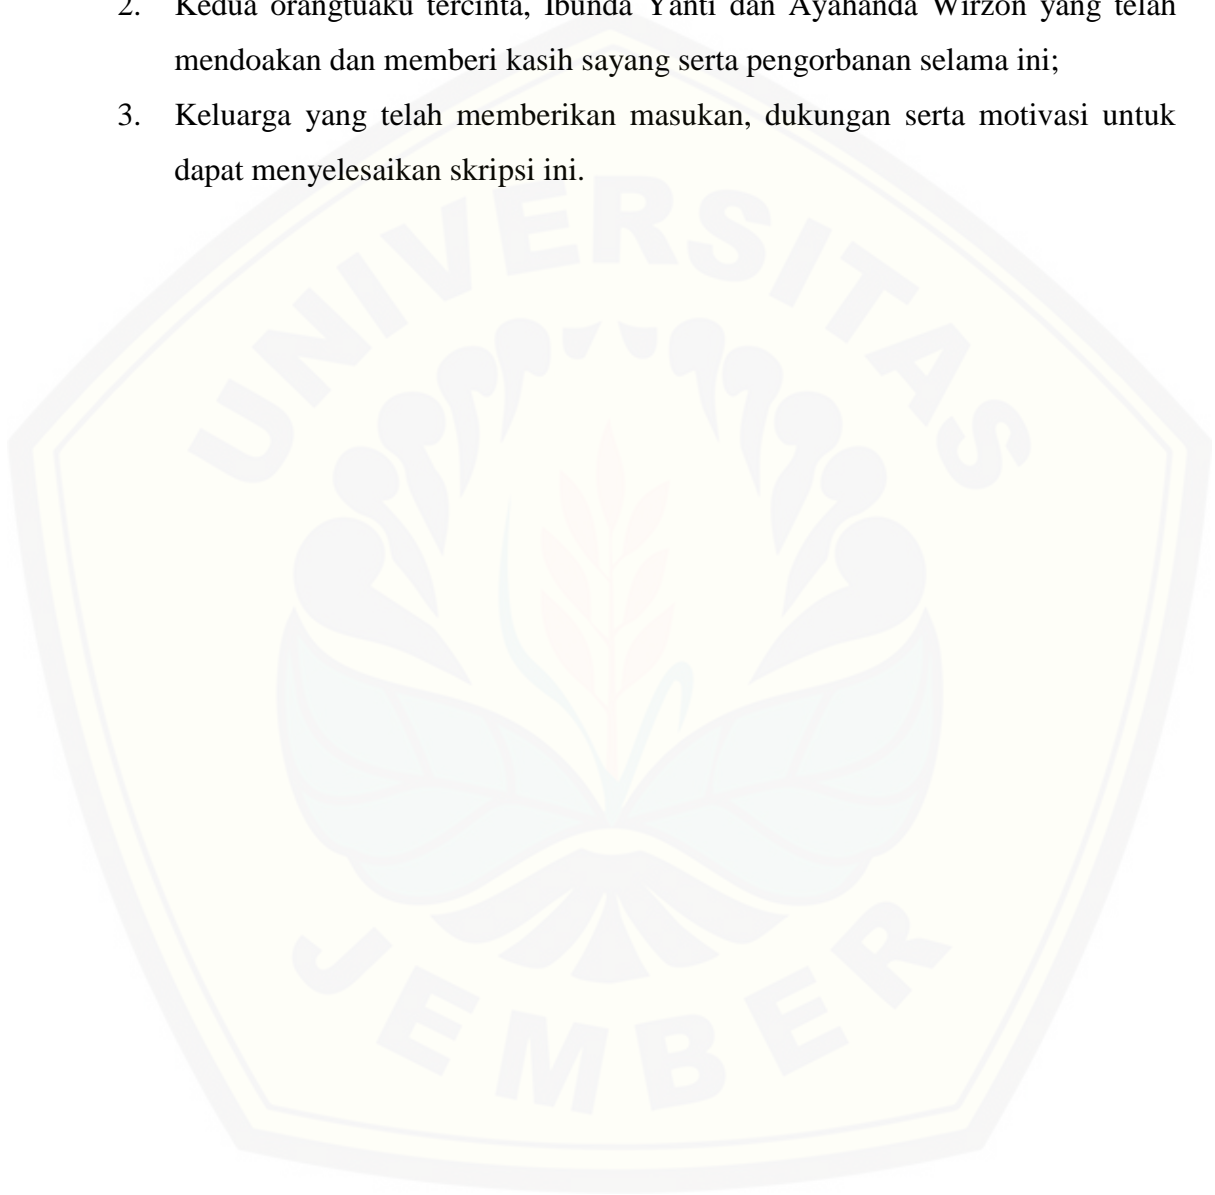 2. Kedua orangtuaku tercinta, Ibunda Yanti dan Ayahanda Wirzon yang telah
mendoakan dan memberi kasih sayang serta pengorbanan selama ini;
3. Keluarga yang telah memberikan masukan, dukungan serta motivasi untuk
dapat menyelesaikan skripsi ini.
UNIVERSITAS
JEMBER